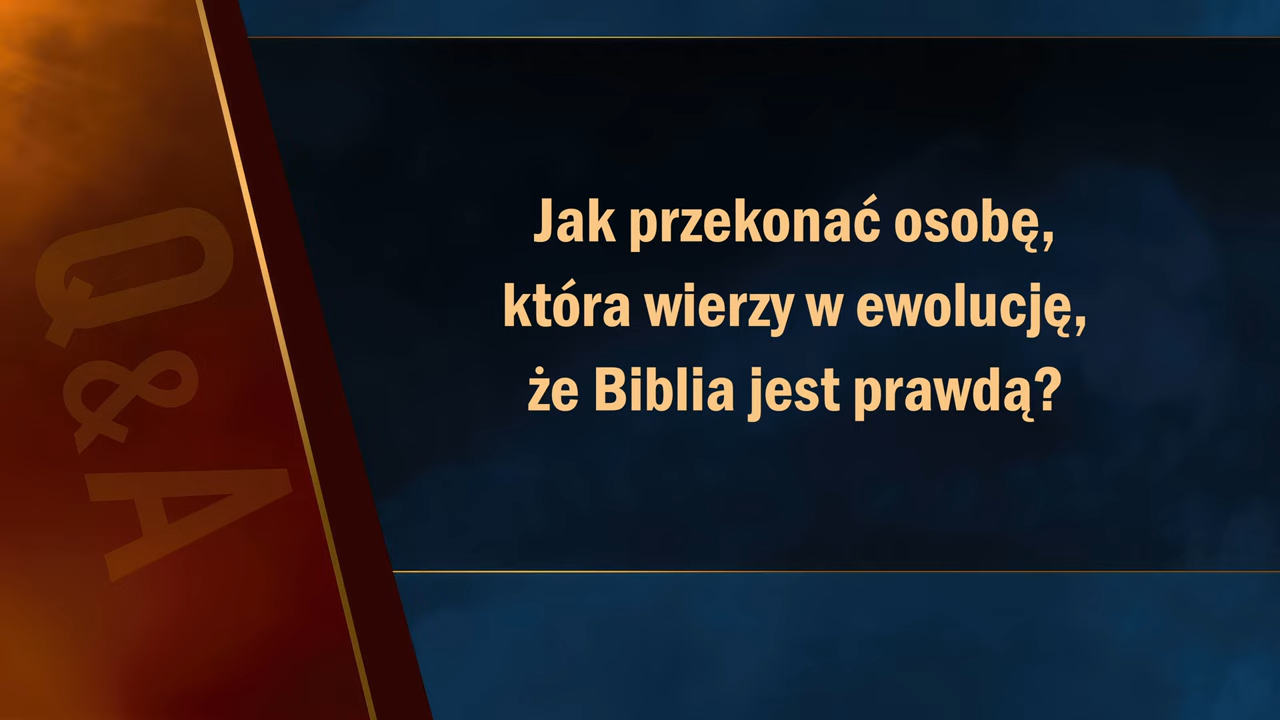 Q&A
Jak przekonać osobę,
która wierzy w ewolucję,
że Biblia jest prawdą?